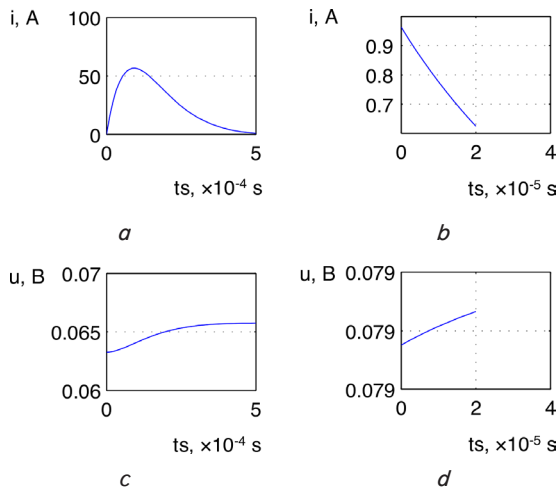 i, A
100
50
0
0
5
ts, ×10⁻⁴ s
a
i, A
0.9
0.8
0.7
0
2
4
ts, ×10⁻⁵ s
b
u, B
0.07
0.065
0.06
0
5
ts, ×10⁻⁴ s
c
u, B
0.079
0.079
0.079
0
2
4
ts, ×10⁻⁵ s
d